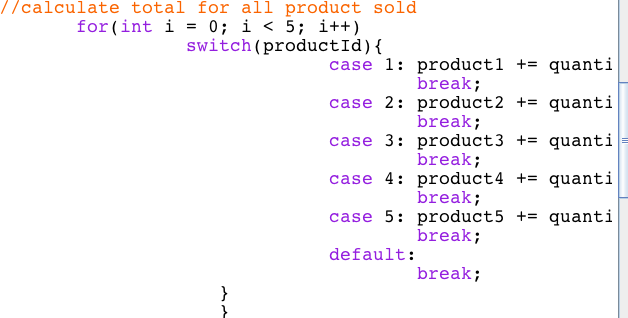 //calculate total for all product sold
for(int i = 0; i < 5; i++)
switch(productId){
case 1: product1 += quanti
break;
case 2: product2 += quanti
break;
case 3: product3 += quanti
break;
case 4: product4 += quanti
break;
case 5: product5 += quanti
break;
default:
break;
}
}